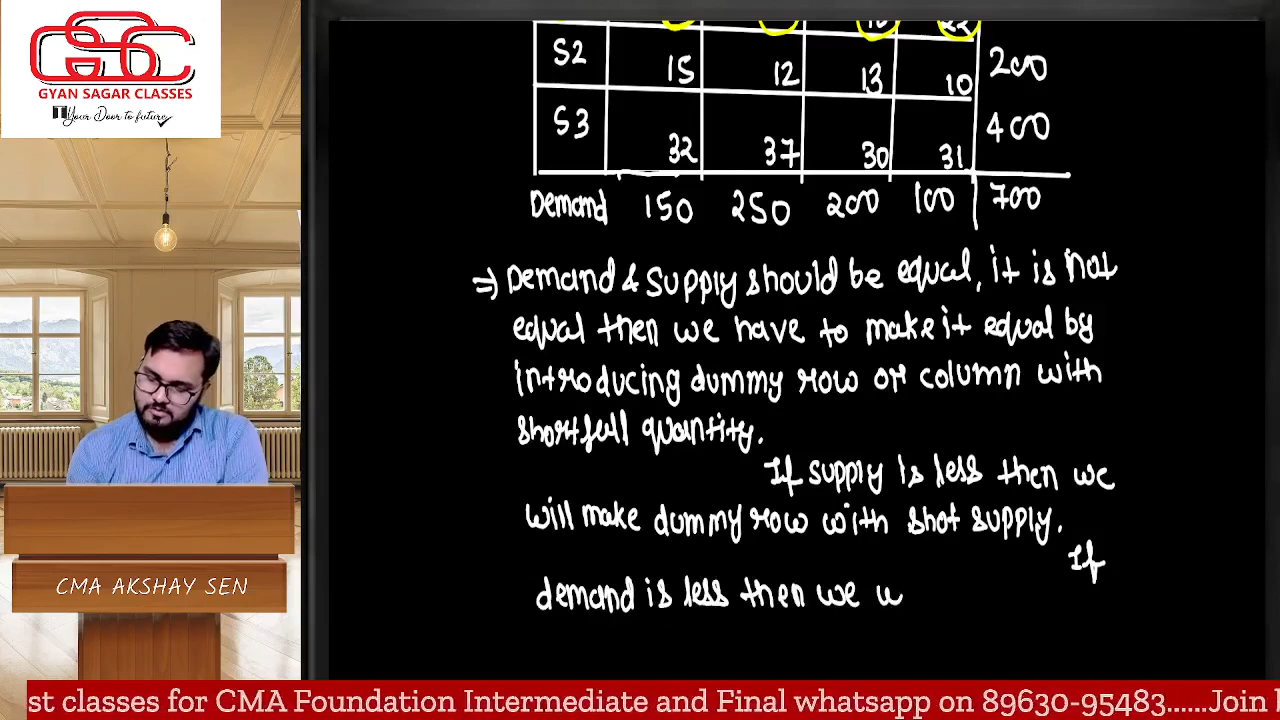 GSC
GYAN SAGAR CLASSES
Your Door to future
S2 15 12 13 10 200
S3 32 37 30 31 400
Demand 150 250 200 100 700
⇒ Demand & Supply should be equal, it is not
equal then we have to make it equal by
introducing dummy row or column with
shortfall quantity.
If supply is less then we
will make dummy row with shot supply.
If
demand is less then we w
CMA AKSHAY SEN
st classes for CMA Foundation Intermediate and Final whatsapp on 89630-95483......Join